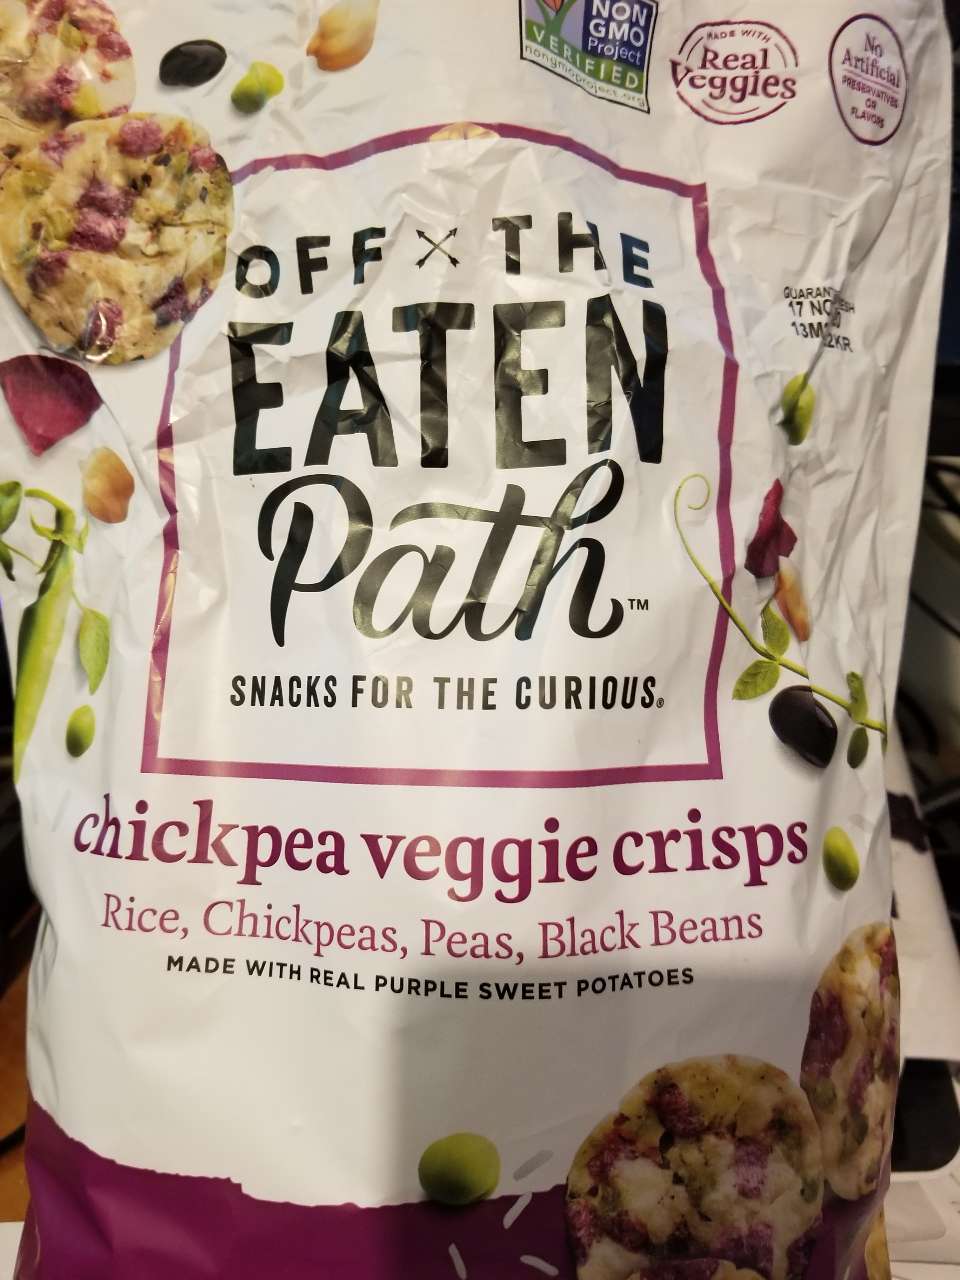 NON
GMO
Project
VERIFIED
nongmoproject.org
MADE WITH
Real
Veggies
No
Artificial
PRESERVATIVES
OR
FLAVORS
OFF THE
EATEN
Path™
SNACKS FOR THE CURIOUS®
17
chickpea veggie crisps
Rice, Chickpeas, Peas, Black Beans
MADE WITH REAL PURPLE SWEET POTATOES